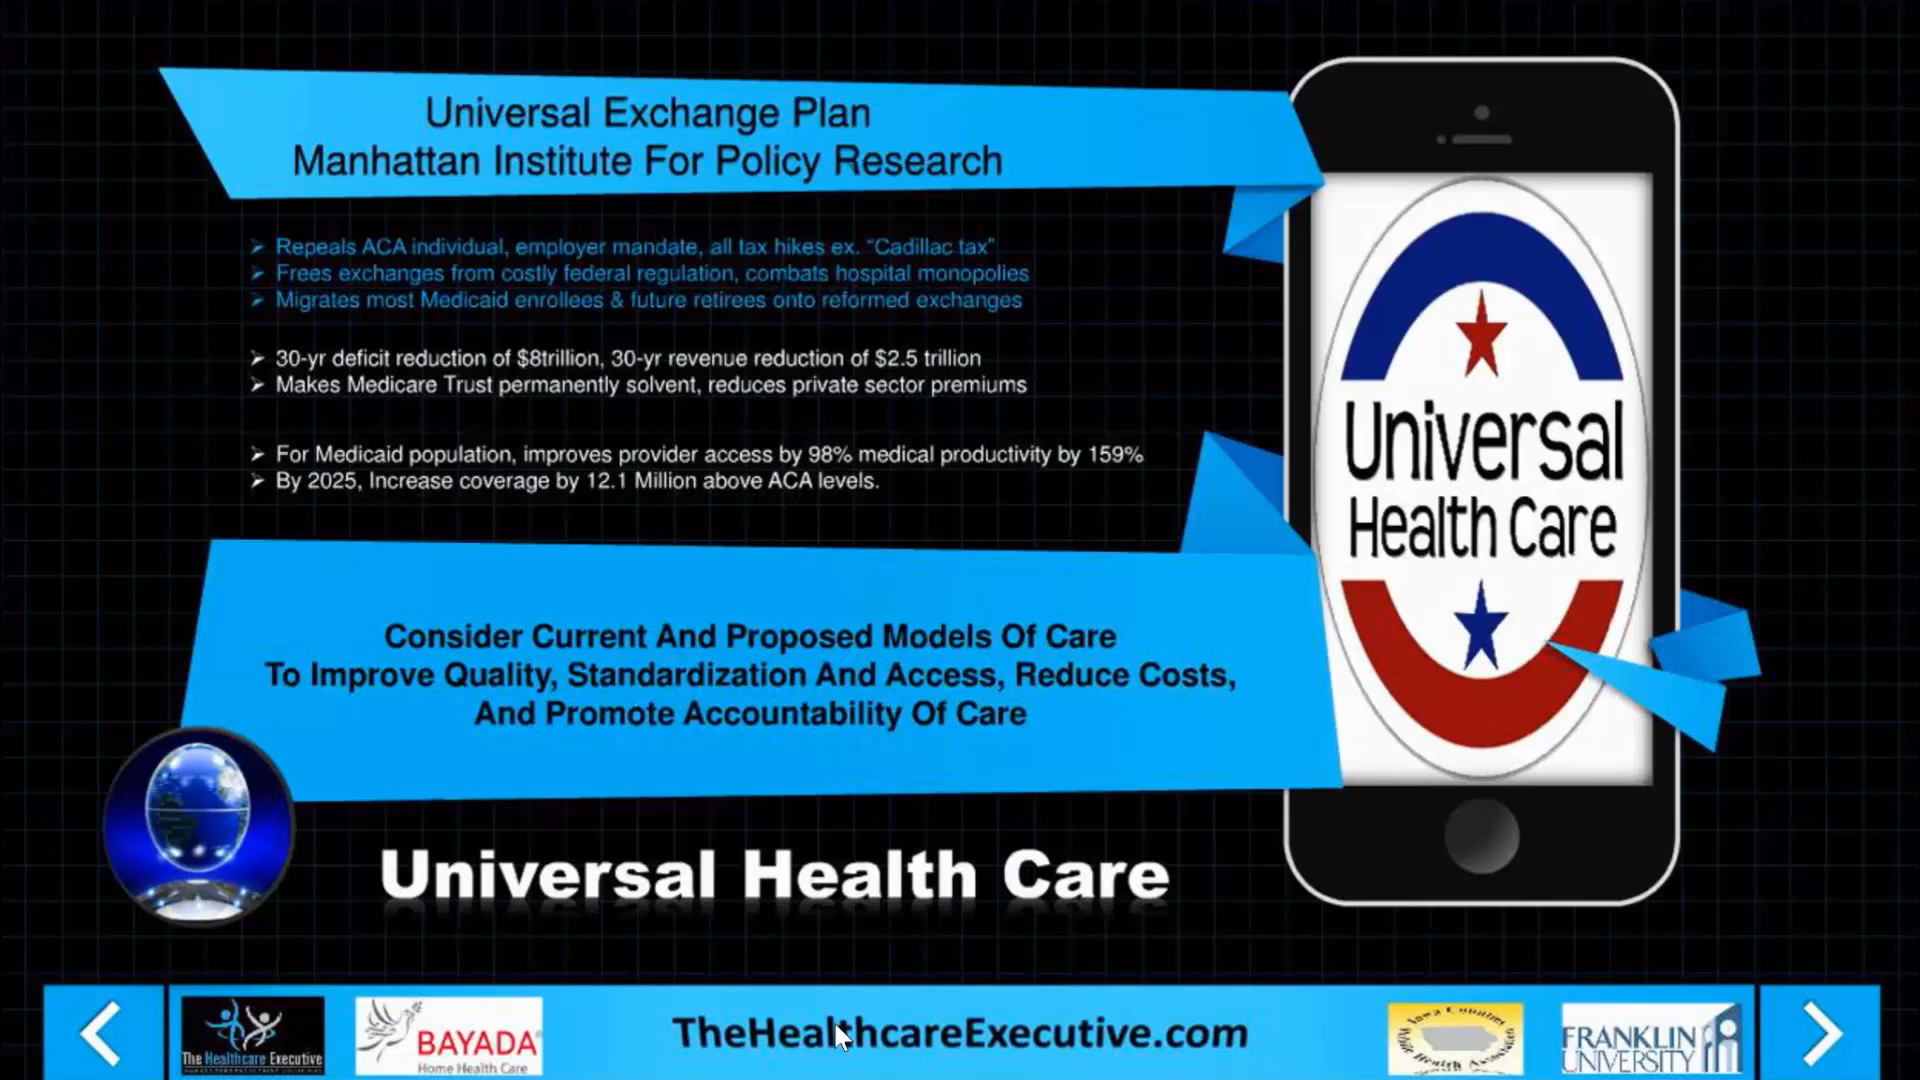 Universal Exchange Plan
Manhattan Institute For Policy Research
➢ Repeals ACA individual, employer mandate, all tax hikes ex. “Cadillac tax”
➢ Frees exchanges from costly federal regulation, combats hospital monopolies
➢ Migrates most Medicaid enrollees & future retirees onto reformed exchanges
➢ 30-yr deficit reduction of $8trillion, 30-yr revenue reduction of $2.5 trillion
➢ Makes Medicare Trust permanently solvent, reduces private sector premiums
➢ For Medicaid population, improves provider access by 98% medical productivity by 159%
➢ By 2025, Increase coverage by 12.1 Million above ACA levels.
Universal
Health Care
Consider Current And Proposed Models Of Care
To Improve Quality, Standardization And Access, Reduce Costs,
And Promote Accountability Of Care
Universal Health Care
The Healthcare Executive
BAYADA
Home Health Care
TheHealthcareExecutive.com
Iowa Counties
Public Health Association
FRANKLIN
UNIVERSITY